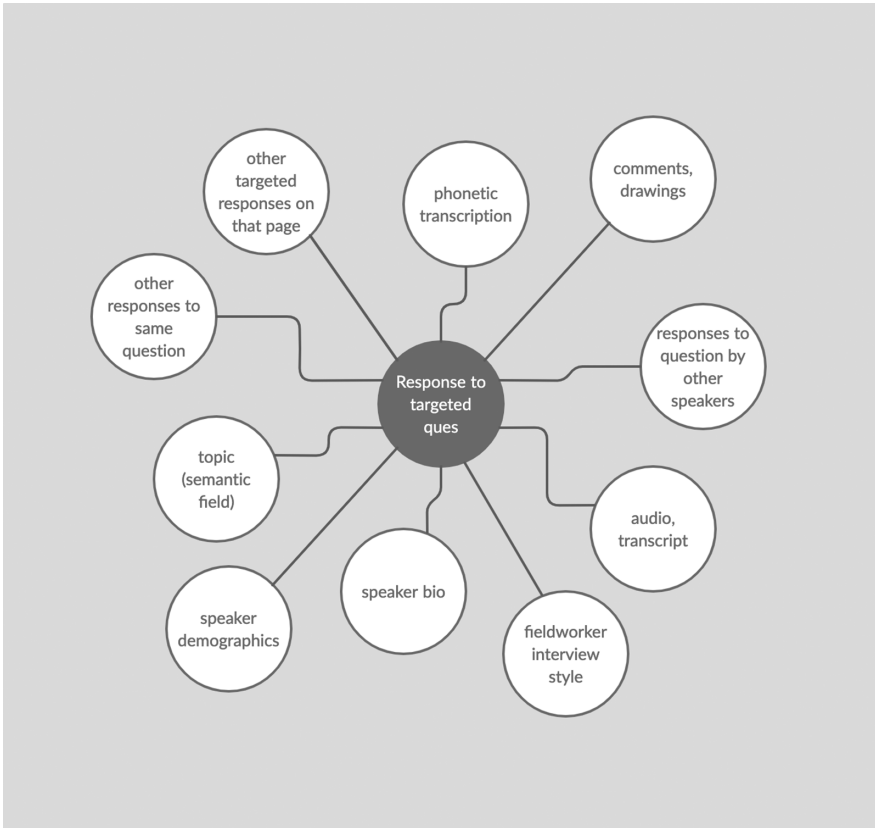 other
targeted
responses on
that page
phonetic
transcription
comments,
drawings
other
responses to
same
question
responses to
question by
other
speakers
Response to
targeted
ques
topic
(semantic
field)
audio,
transcript
speaker bio
speaker
demographics
fieldworker
interview
style